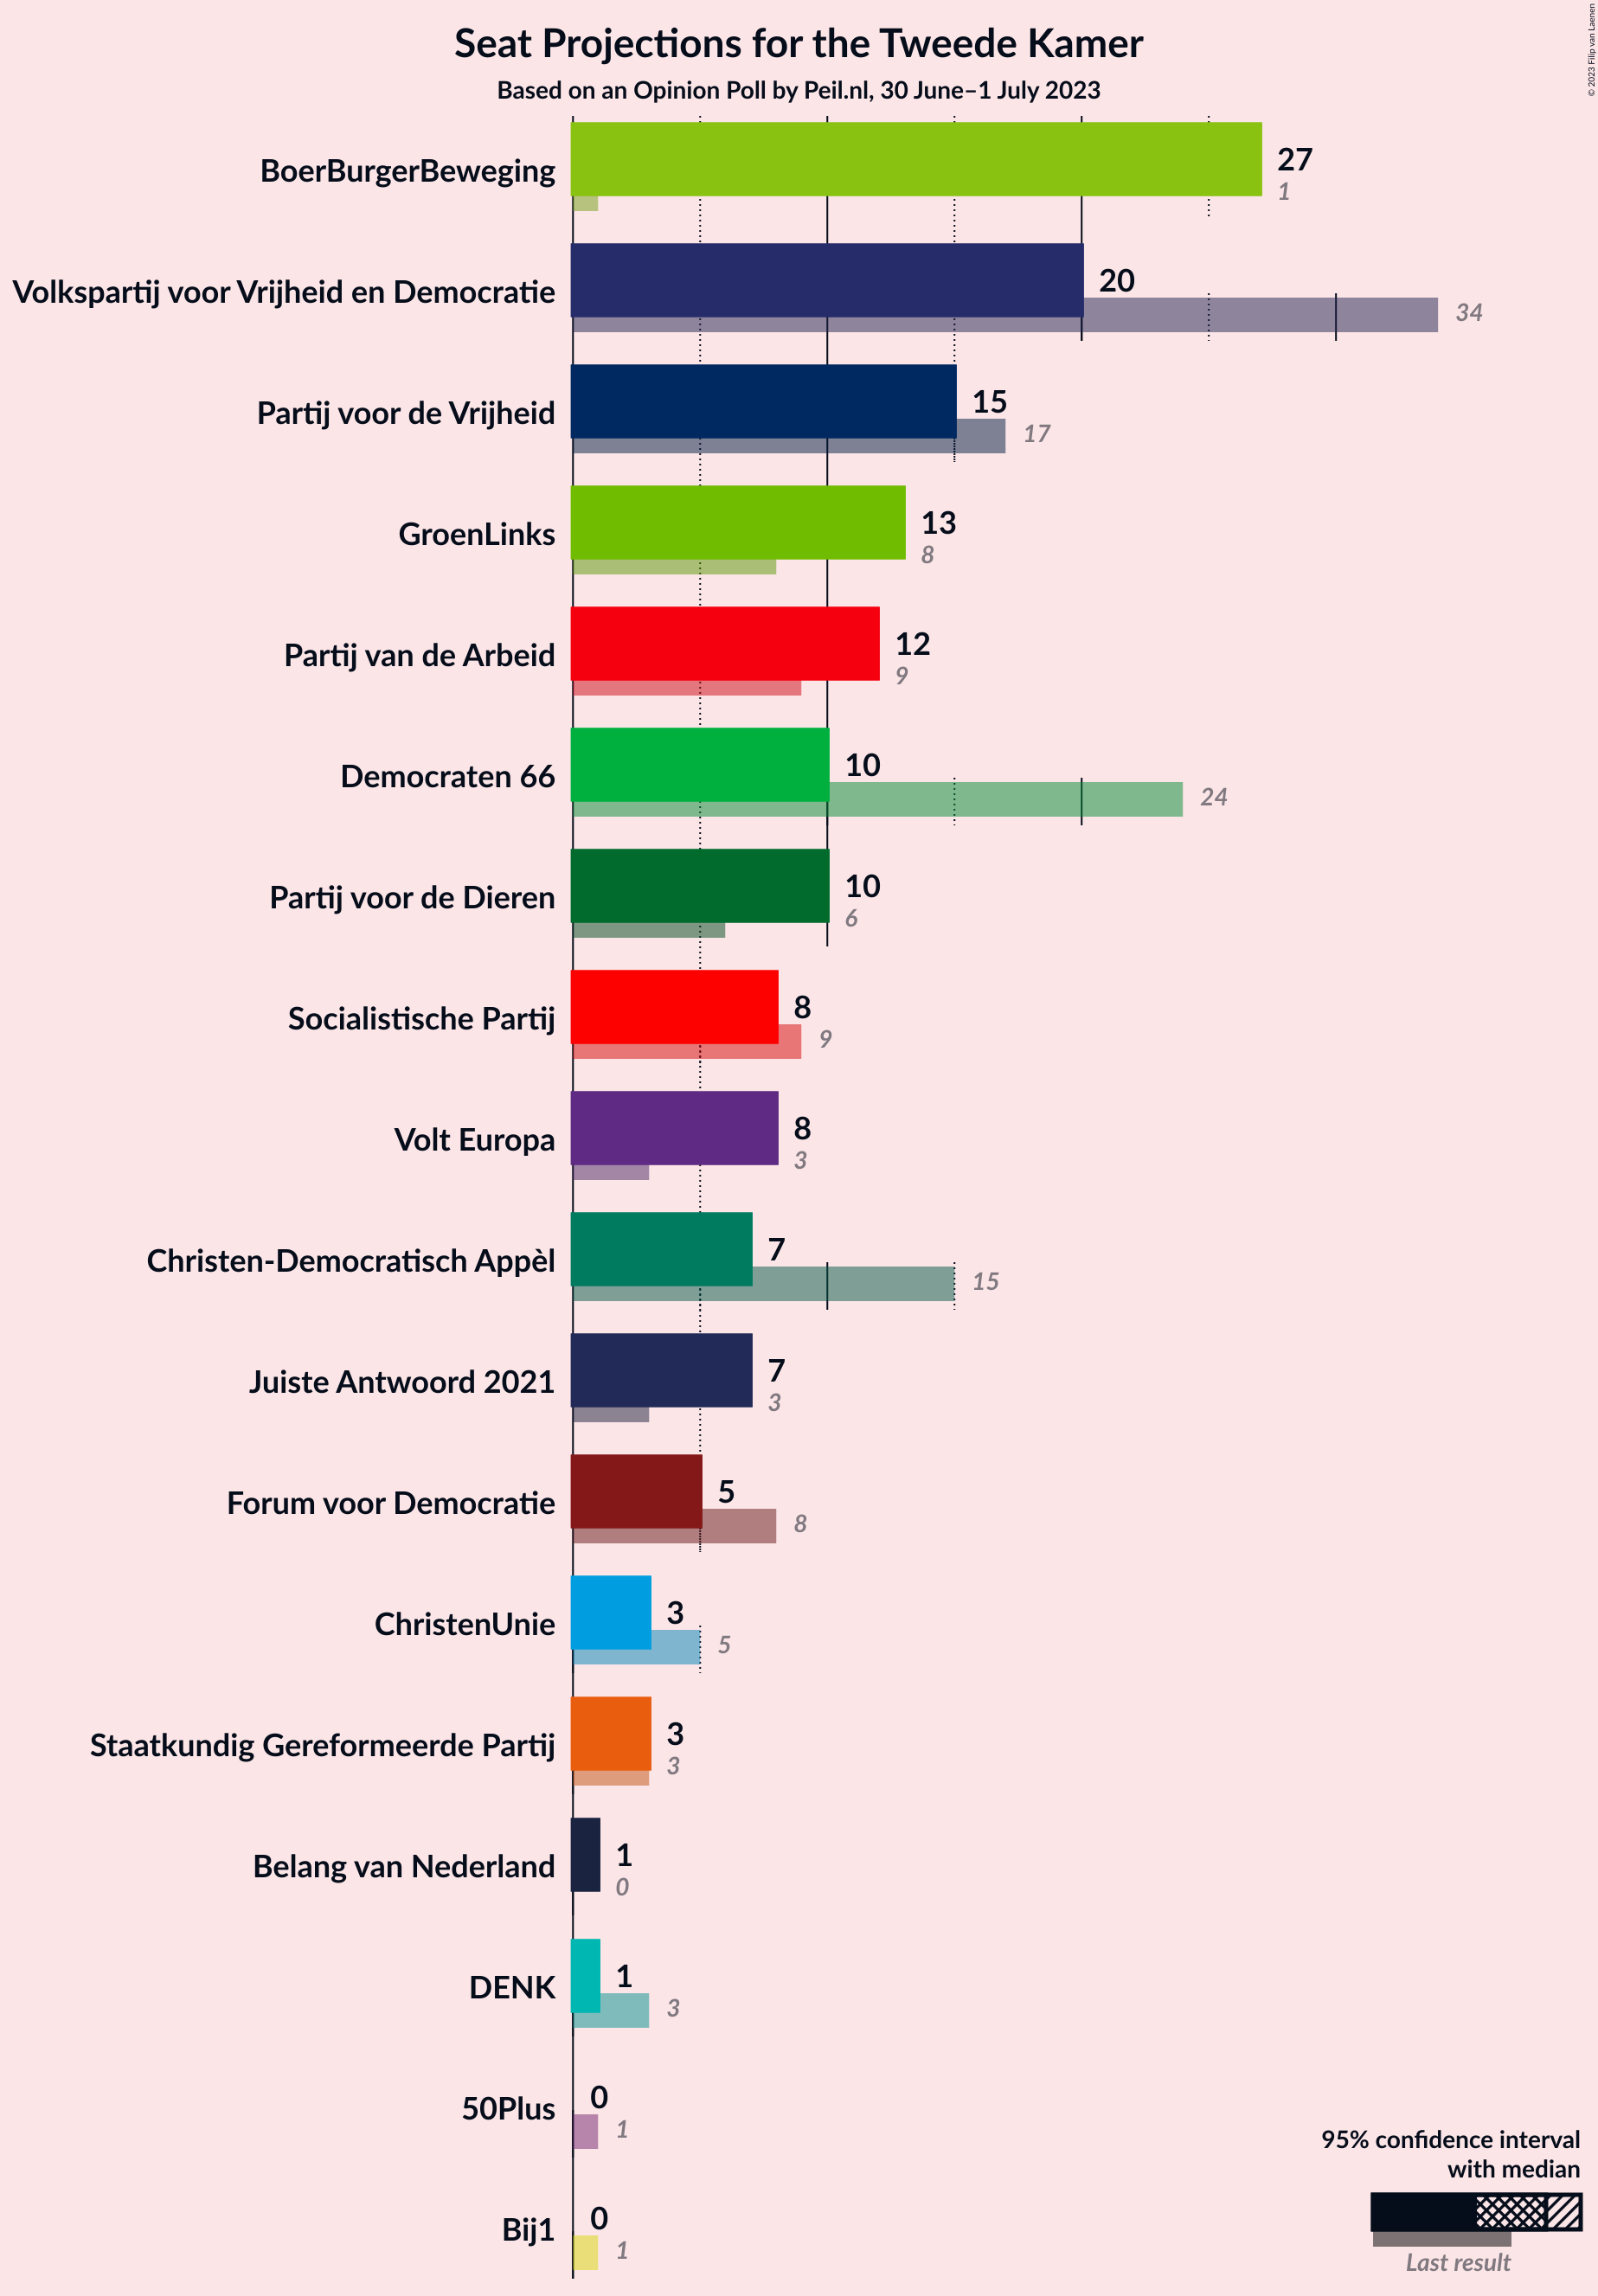 Seat Projections for the Tweede Kamer
Based on an Opinion Poll by Peil.nl, 30 June–1 July 2023
© 2023 Filip van Laenen
BoerBurgerBeweging
27
1
Volkspartij voor Vrijheid en Democratie
20
34
Partij voor de Vrijheid
15
17
GroenLinks
13
8
Partij van de Arbeid
12
9
Democraten 66
10
24
Partij voor de Dieren
10
6
Socialistische Partij
8
9
Volt Europa
8
3
Christen-Democratisch Appèl
7
15
Juiste Antwoord 2021
7
3
Forum voor Democratie
5
8
ChristenUnie
3
5
Staatkundig Gereformeerde Partij
3
3
Belang van Nederland
1
0
DENK
1
3
50Plus
0
1
Bij1
0
1
95% confidence interval
with median
Last result